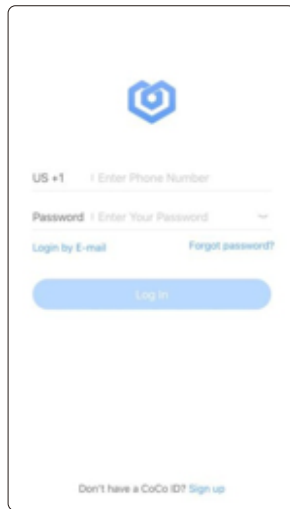 US +1 Enter Phone Number
Password Enter Your Password
Login by E-mail Forgot password?
Log In
Don't have a CoCo ID? Sign up